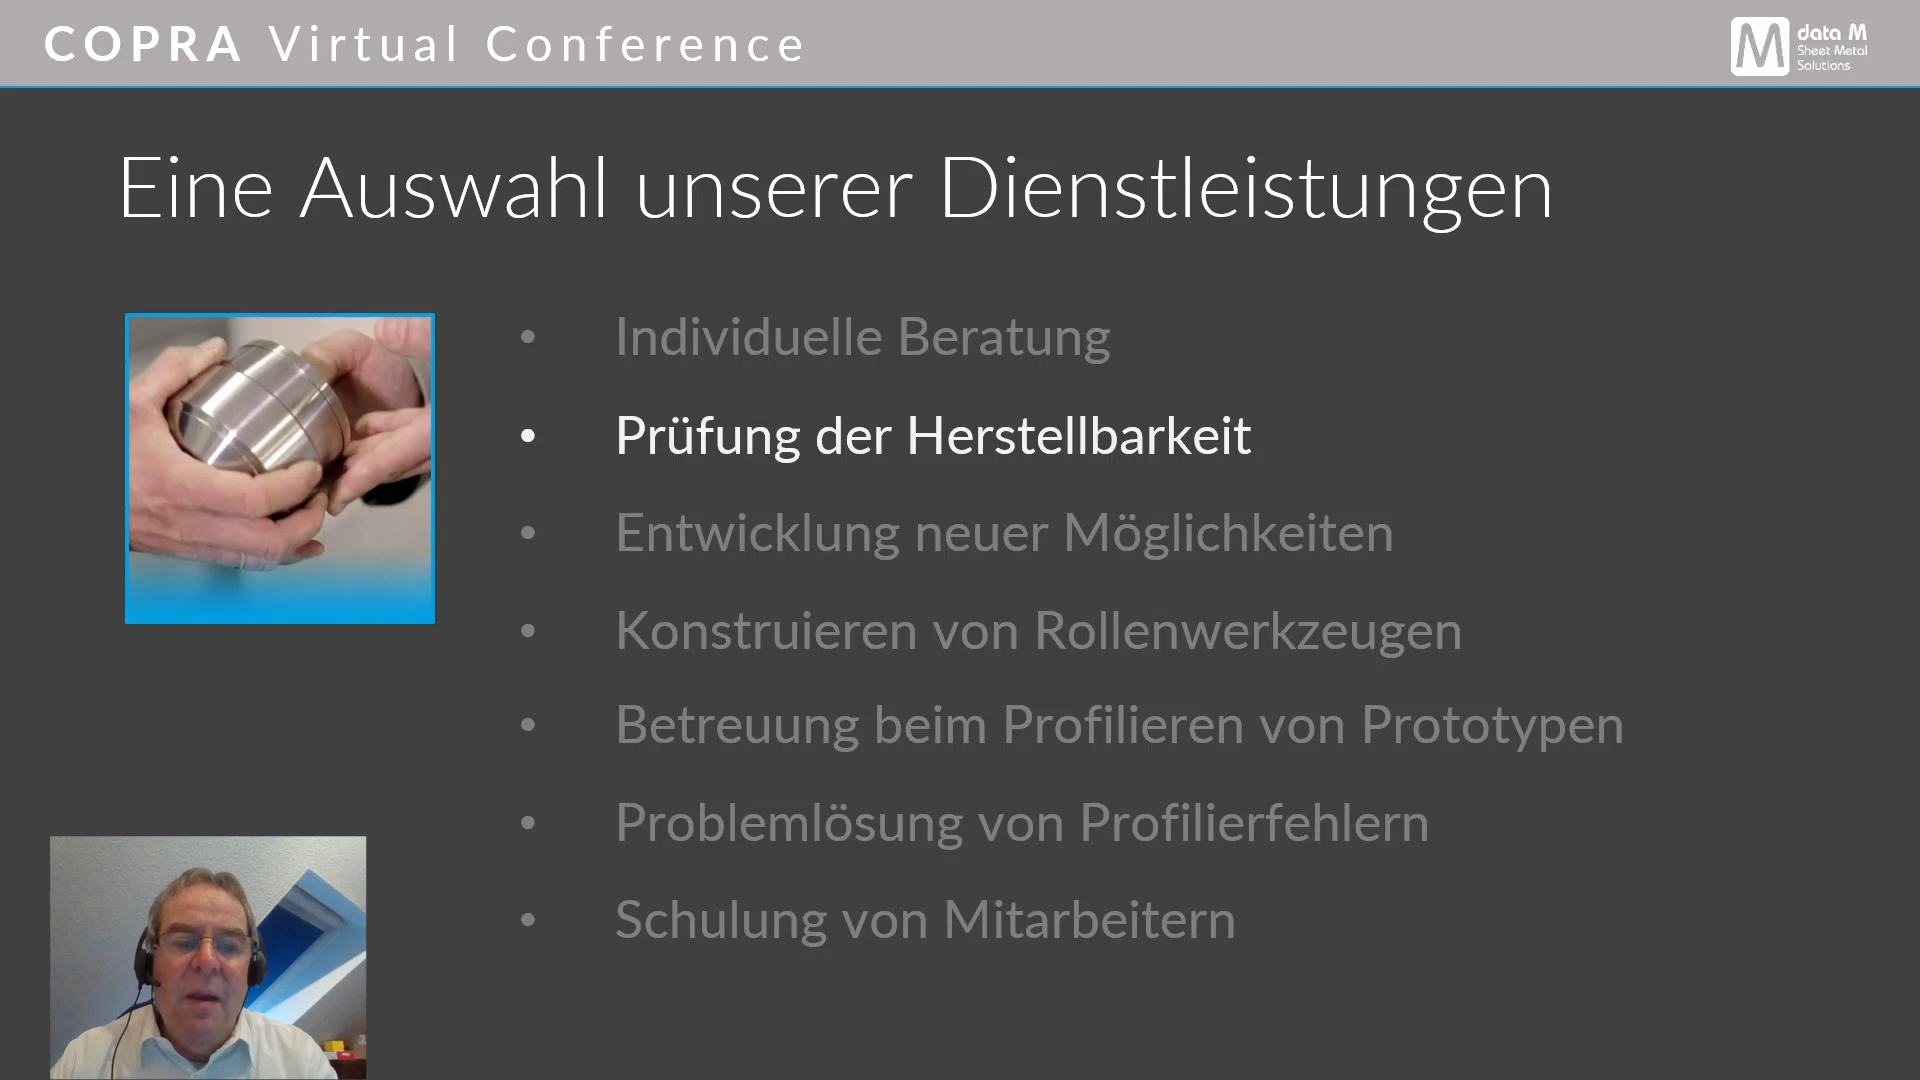 COPRA Virtual Conference
data M
Sheet Metal
Solutions
Eine Auswahl unserer Dienstleistungen
• Individuelle Beratung
• Prüfung der Herstellbarkeit
• Entwicklung neuer Möglichkeiten
• Konstruieren von Rollenwerkzeugen
• Betreuung beim Profilieren von Prototypen
• Problemlösung von Profilierfehlern
• Schulung von Mitarbeitern